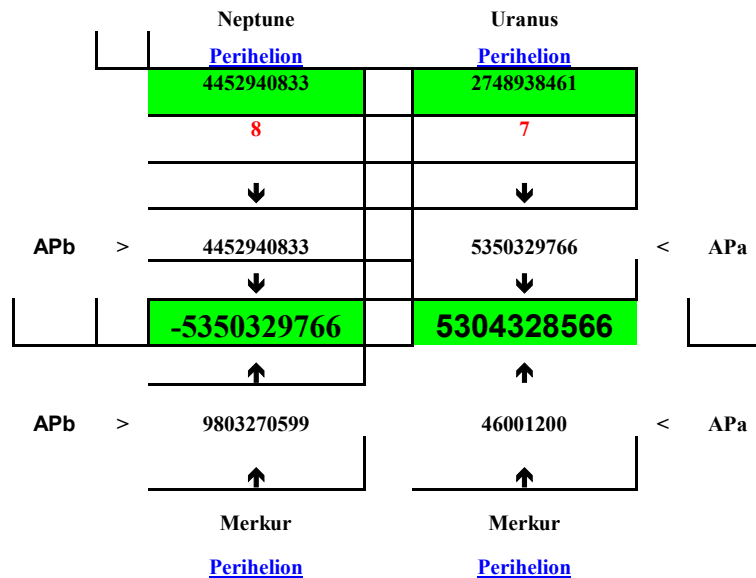 Neptune Uranus
Perihelion Perihelion
4452940833 2748938461
8 7
🡻 🡻
APb > 4452940833 5350329766 < APa
🡻 🡻
-5350329766 5304328566
🡹 🡹
APb > 9803270599 46001200 < APa
🡹 🡹
Merkur Merkur
Perihelion Perihelion